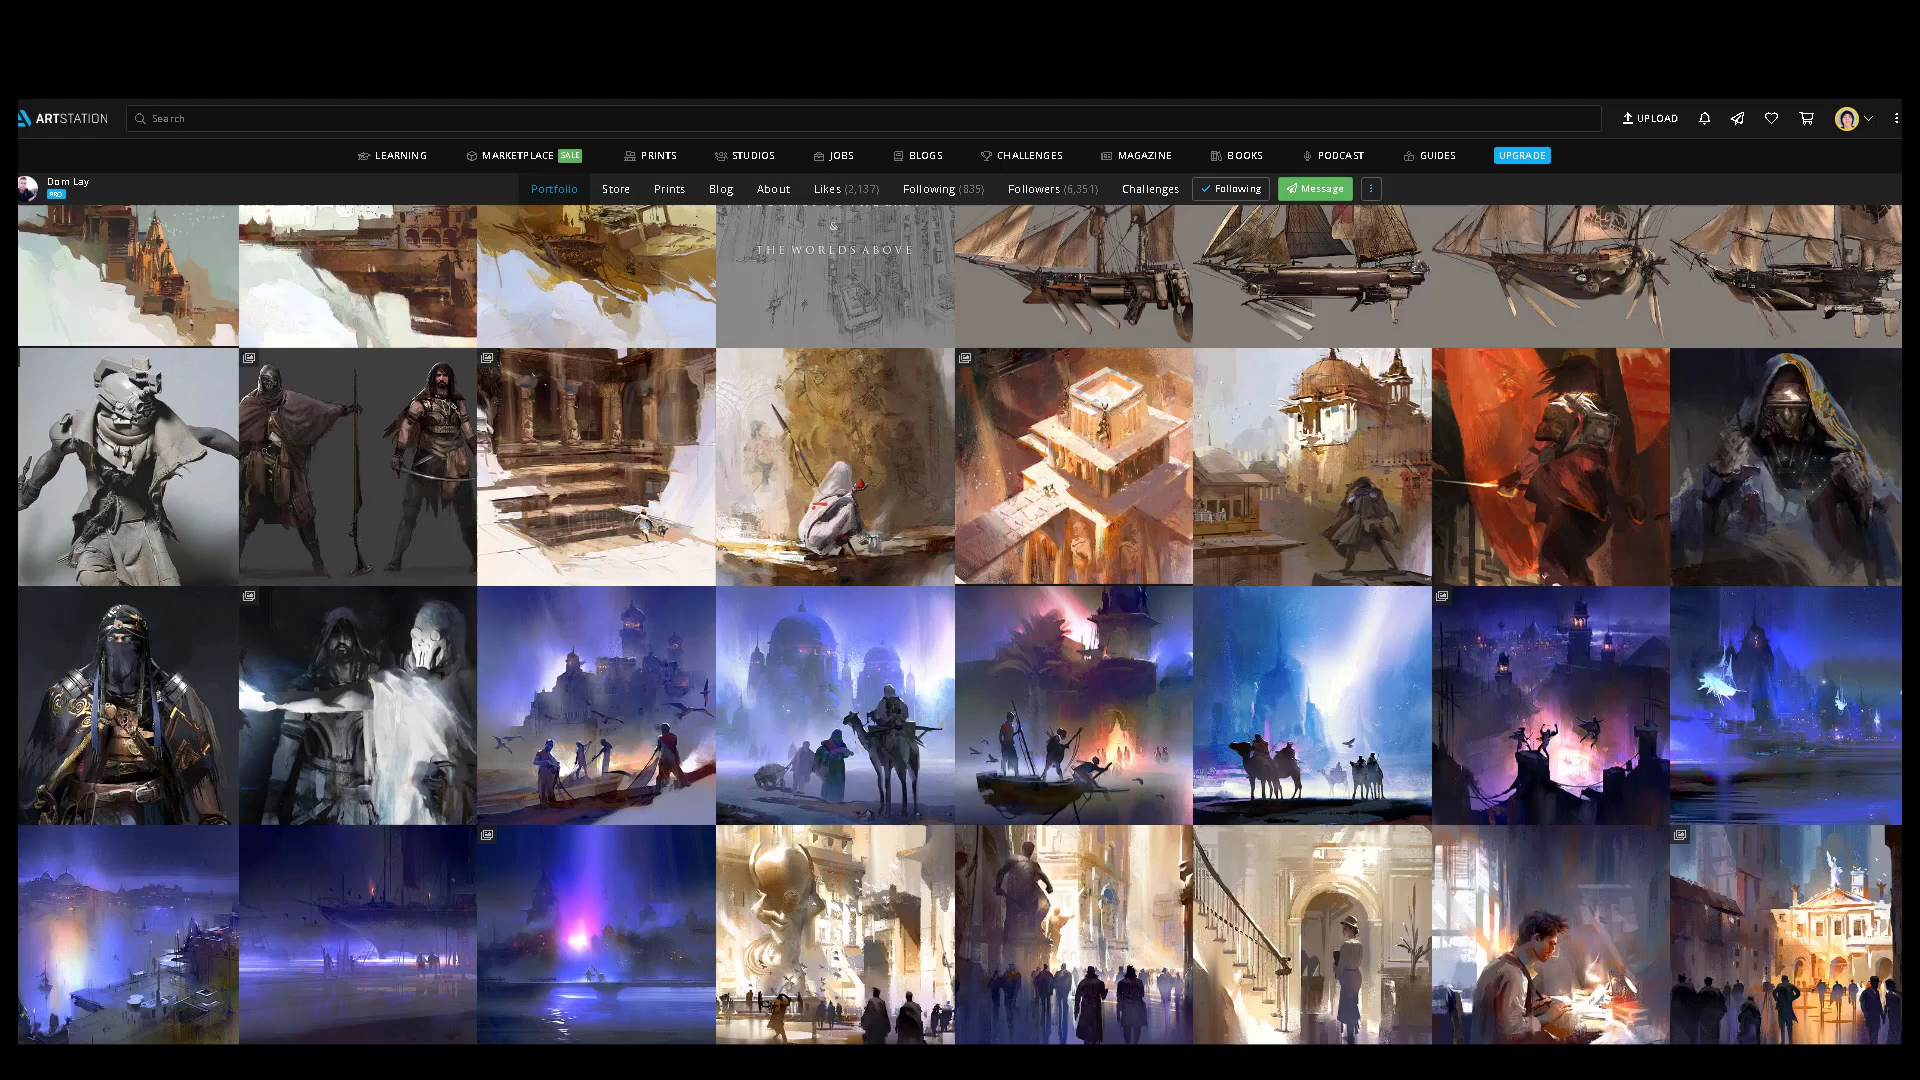 ARTSTATION
Search
UPLOAD
LEARNING MARKETPLACE SALE PRINTS STUDIOS JOBS BLOGS CHALLENGES MAGAZINE BOOKS PODCAST GUIDES UPGRADE
Dom Lay
PRO
Portfolio Store Prints Blog About Likes (2,137) Following (835) Followers (6,351) Challenges Following Message
&
THE WORLDS ABOVE